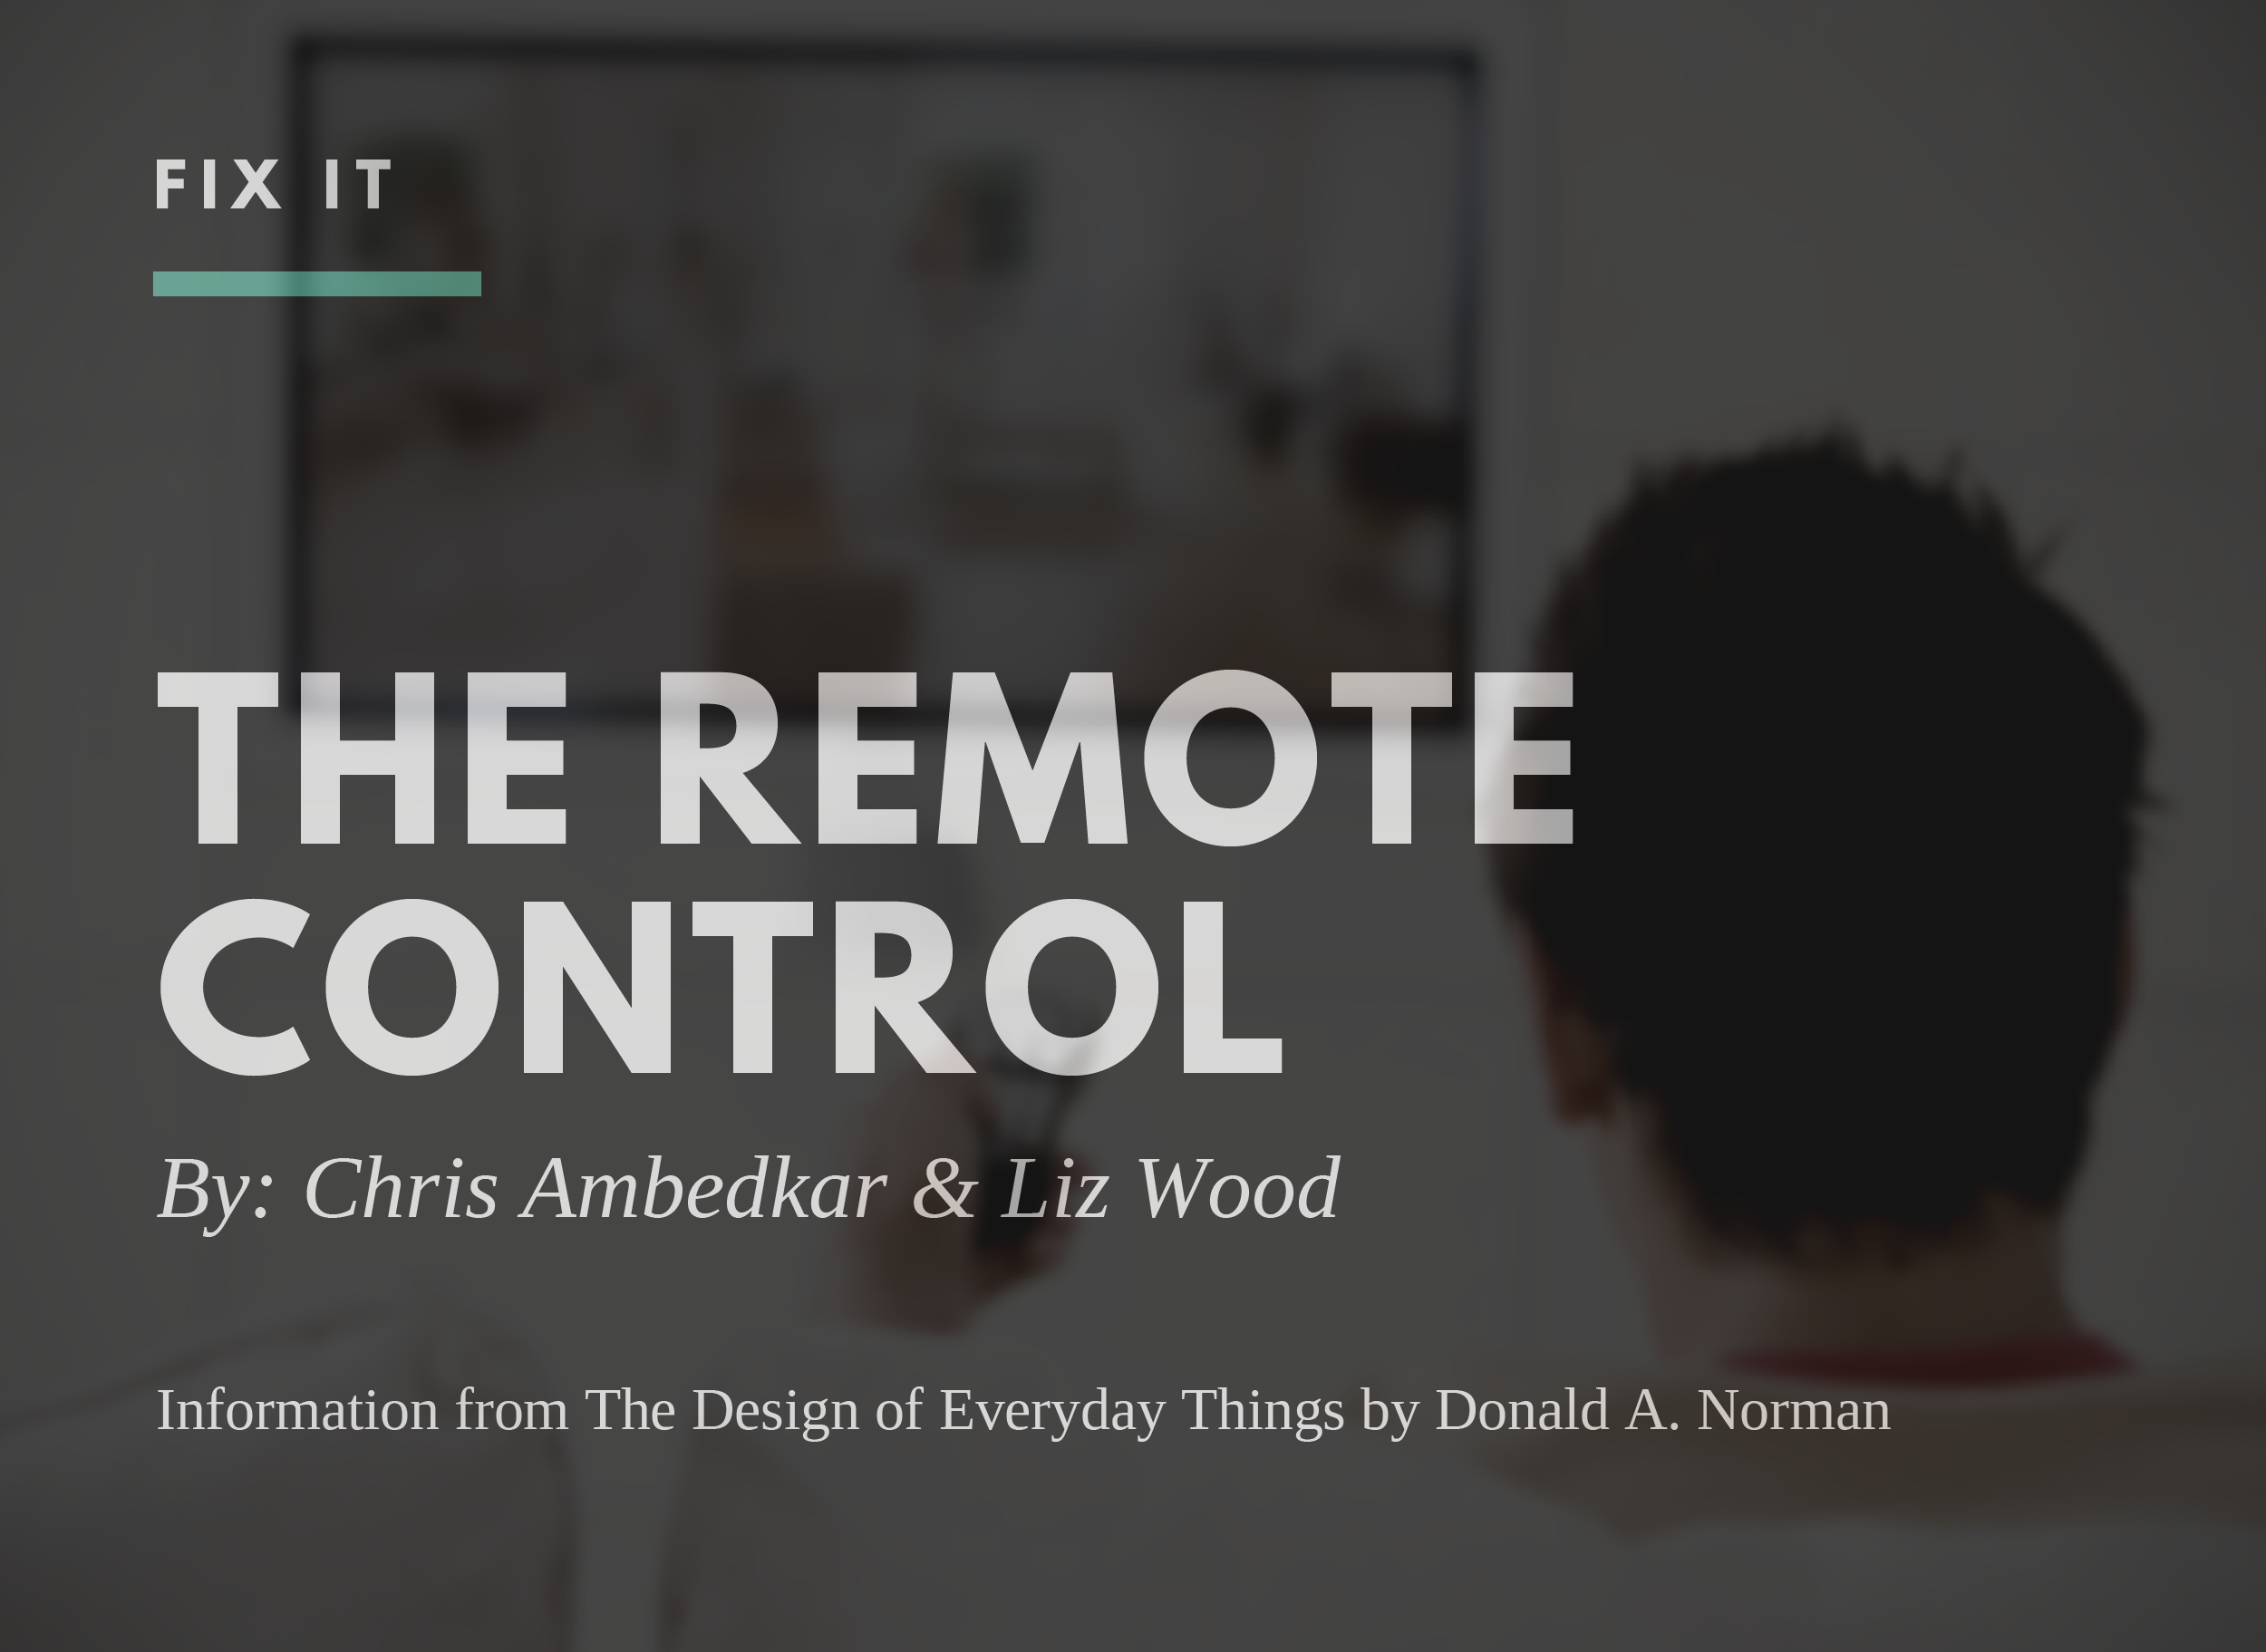 FIX IT
THE REMOTE
CONTROL
By: Chris Ambedkar & Liz Wood
Information from The Design of Everyday Things by Donald A. Norman